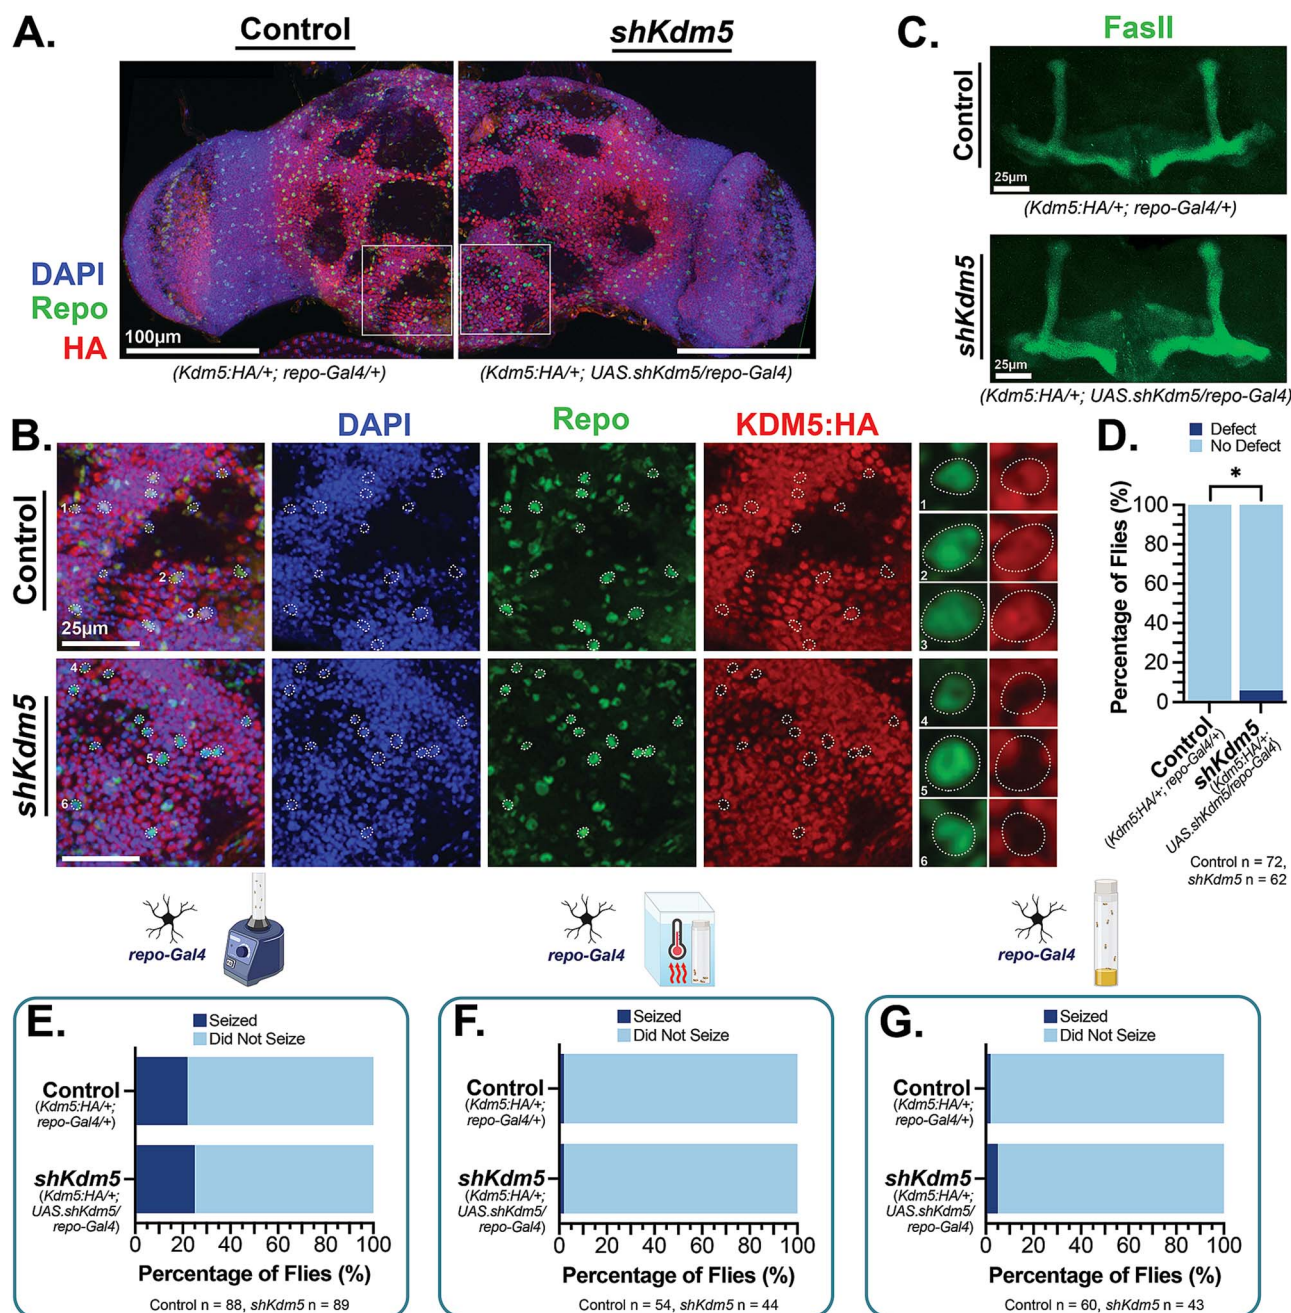 A.
Control
shKdm5
DAPI
Repo
HA
100µm
(Kdm5:HA/+; repo-Gal4/+)
(Kdm5:HA/+; UAS.shKdm5/repo-Gal4)
C.
FasII
Control
25µm
(Kdm5:HA/+; repo-Gal4/+)
shKdm5
25µm
(Kdm5:HA/+; UAS.shKdm5/repo-Gal4)
B.
DAPI
Repo
KDM5:HA
Control
1
2
3
25µm
1
2
3
shKdm5
4
5
6
4
5
6
D.
Defect
No Defect
*
Percentage of Flies (%)
100
80
60
40
20
0
Control
(Kdm5:HA/+; repo-Gal4/+)
shKdm5
(Kdm5:HA/+;
UAS.shKdm5/repo-Gal4)
Control n = 72,
shKdm5 n = 62
repo-Gal4
repo-Gal4
repo-Gal4
E.
Seized
Did Not Seize
Control
(Kdm5:HA/+;
repo-Gal4/+)
shKdm5
(Kdm5:HA/+;
UAS.shKdm5/
repo-Gal4)
0 20 40 60 80 100
Percentage of Flies (%)
Control n = 88, shKdm5 n = 89
F.
Seized
Did Not Seize
Control
(Kdm5:HA/+;
repo-Gal4/+)
shKdm5
(Kdm5:HA/+;
UAS.shKdm5/
repo-Gal4)
0 20 40 60 80 100
Percentage of Flies (%)
Control n = 54, shKdm5 n = 44
G.
Seized
Did Not Seize
Control
(Kdm5:HA/+;
repo-Gal4/+)
shKdm5
(Kdm5:HA/+;
UAS.shKdm5/
repo-Gal4)
0 20 40 60 80 100
Percentage of Flies (%)
Control n = 60, shKdm5 n = 43